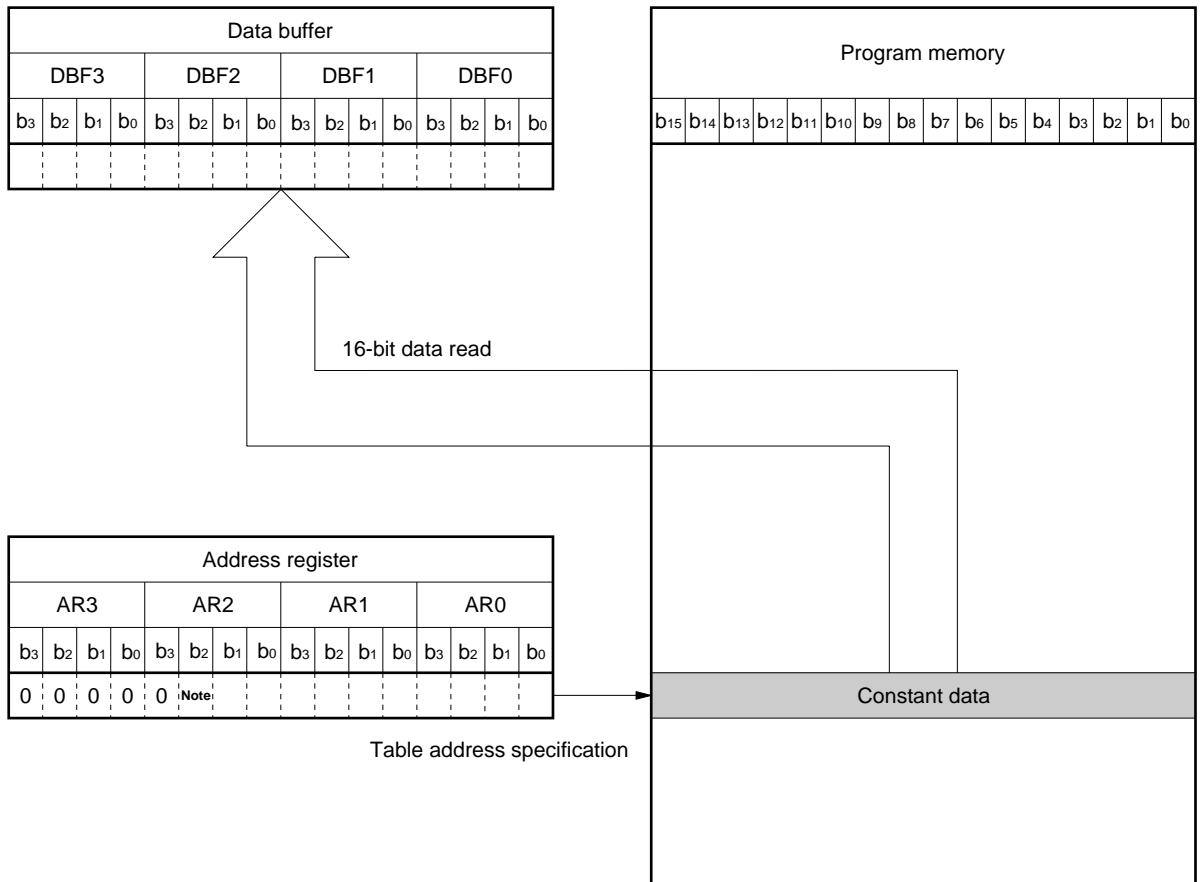 Data buffer
DBF3 DBF2 DBF1 DBF0
b3 b2 b1 b0 b3 b2 b1 b0 b3 b2 b1 b0 b3 b2 b1 b0
Program memory
b15 b14 b13 b12 b11 b10 b9 b8 b7 b6 b5 b4 b3 b2 b1 b0
16-bit data read
Address register
AR3 AR2 AR1 AR0
b3 b2 b1 b0 b3 b2 b1 b0 b3 b2 b1 b0 b3 b2 b1 b0
0 0 0 0 0 Note
Constant data
Table address specification